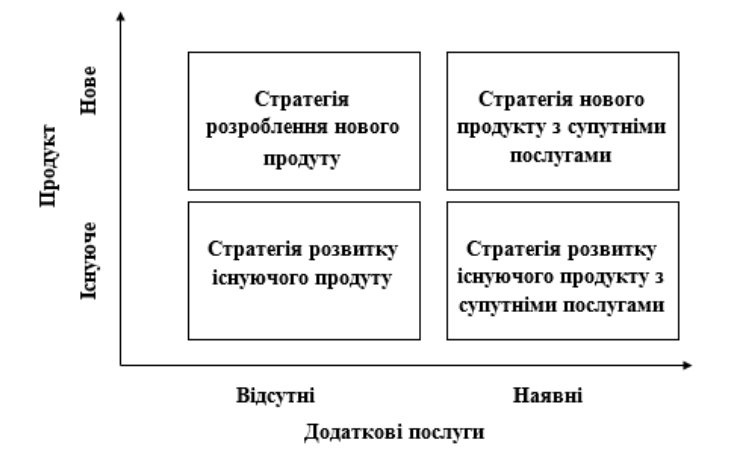 Продукт
Нове
Існуюче
Стратегія
розроблення нового
продуту
Стратегія нового
продукту з супутніми
послугами
Стратегія розвитку
існуючого продуту
Стратегія розвитку
існуючого продукту з
супутніми послугами
Відсутні
Наявні
Додаткові послуги